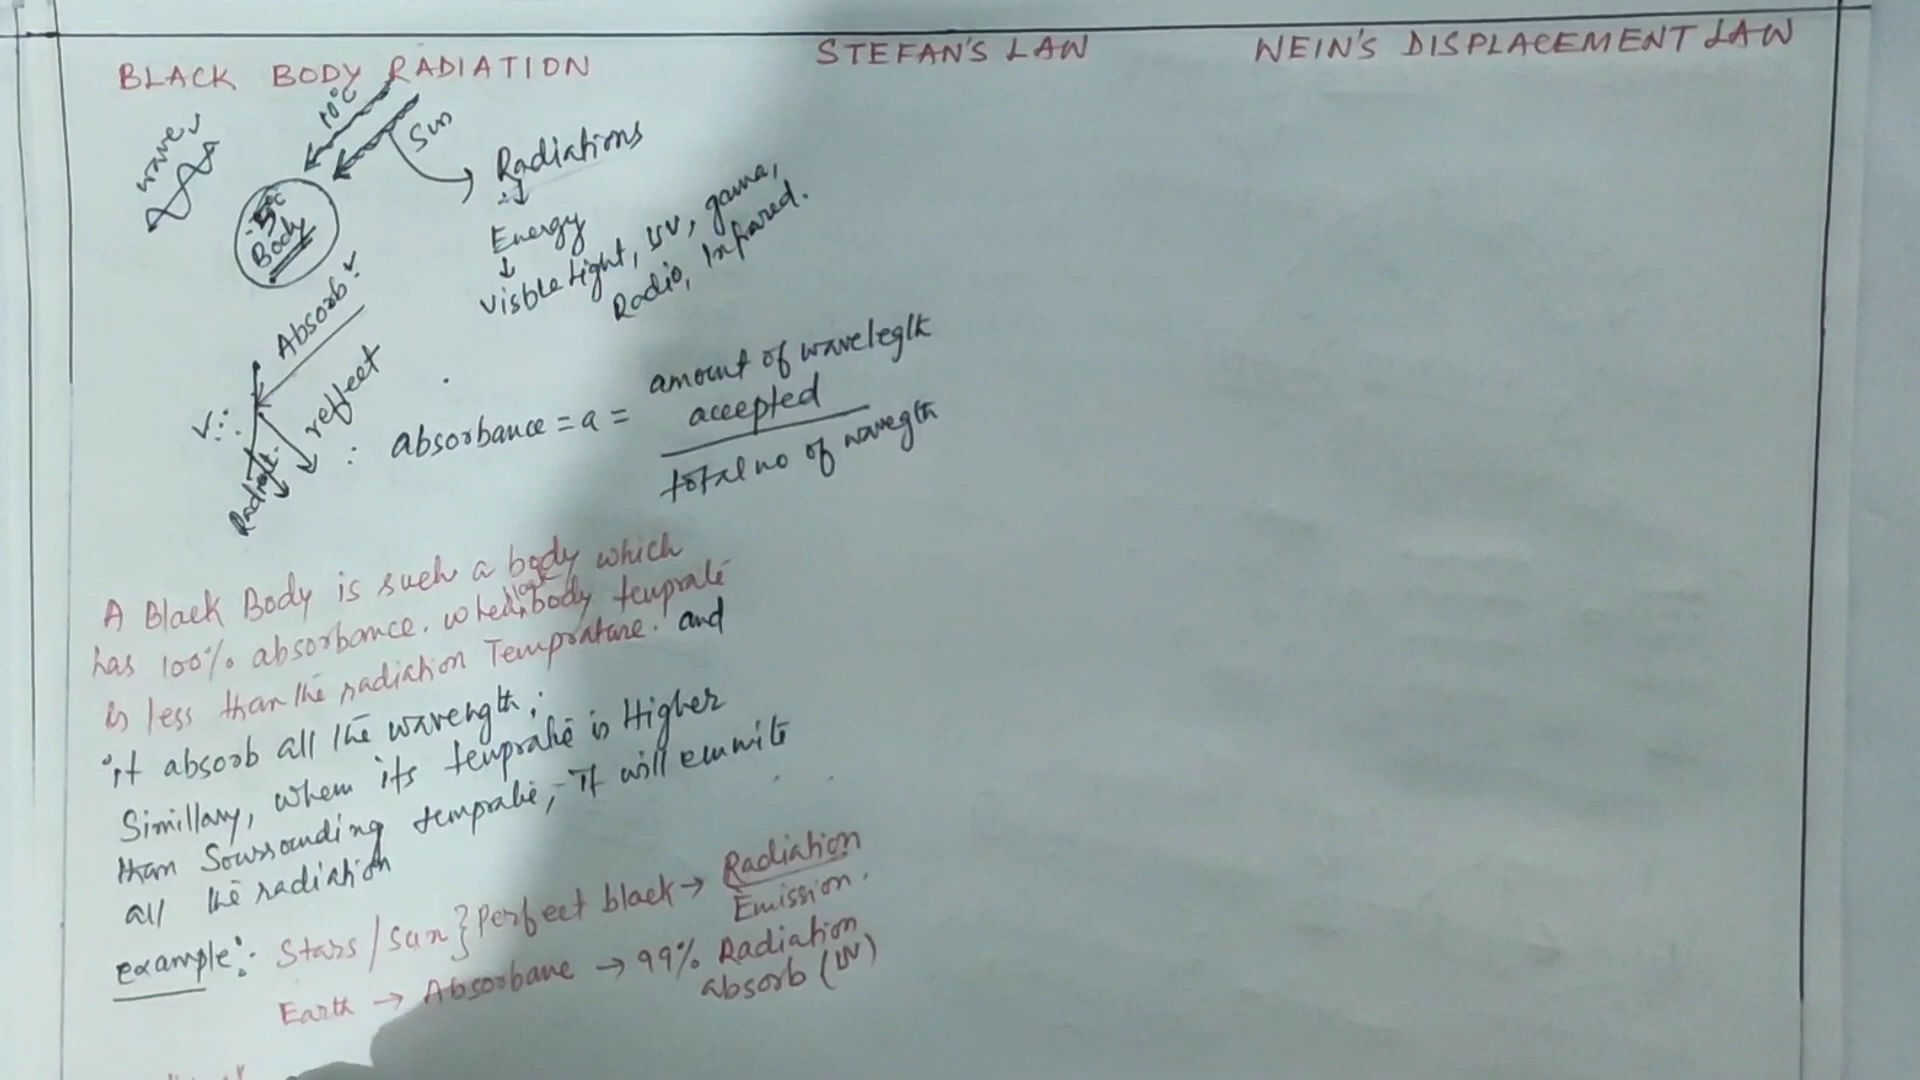 BLACK BODY RADIATION
STEFAN'S LAW
WEIN'S DISPLACEMENT LAW
wave
10°C
Sun
Body
Radiations
Energy
Visble light, UV, gama,
Radio, Infrared.
Absorb
reflect
Radiat.
absorbance = a = amount of wavelegth
accepted
total no of wavegth
A Black Body is such a body which
has 100% absorbance. when body temprate
is less than the radiation Temprature. and
it absorb all the wavength;
Simillary, when its temprate is Higher
than Sourrounding temprate, it will emmite
all the radiation
example:- Stars / Sun } Perfect black → Radiation
Emission.
Earth → Absorbane → 99% Radiation
absorb (UV)